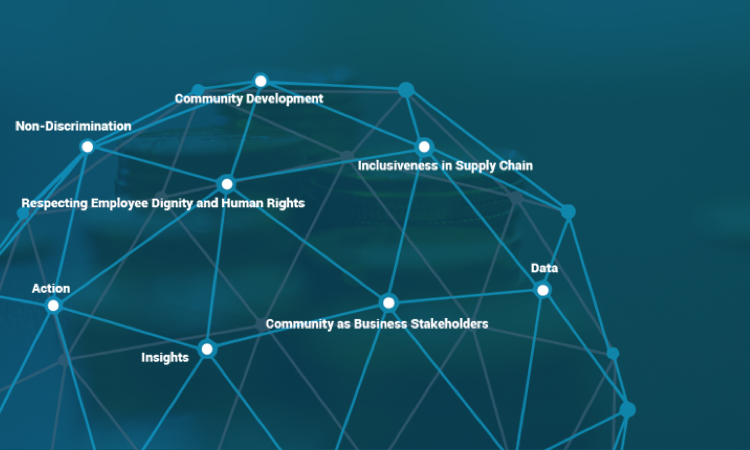 Community Development
Non-Discrimination
Inclusiveness in Supply Chain
Respecting Employee Dignity and Human Rights
Data
Action
Community as Business Stakeholders
Insights